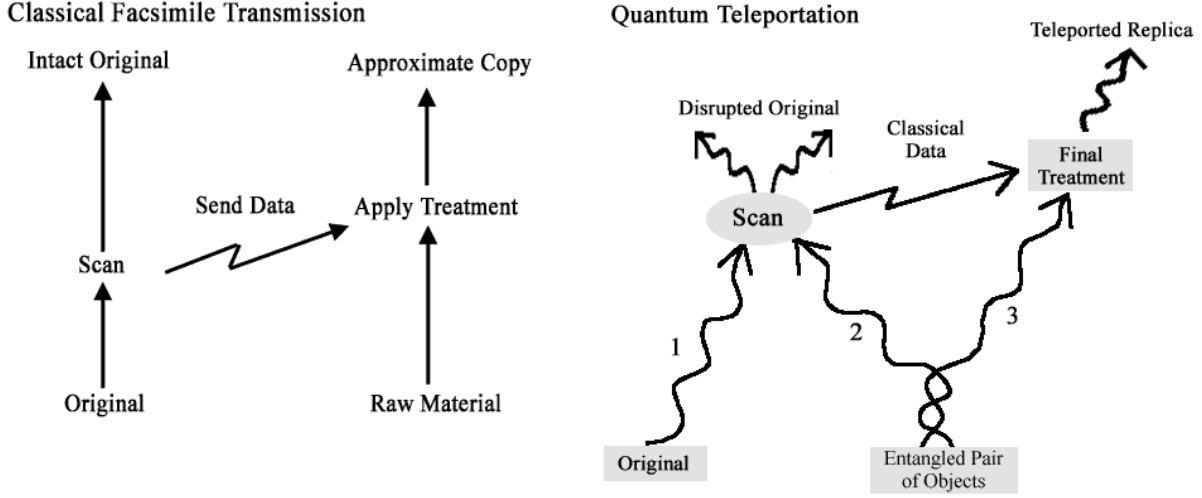 Classical Facsimile Transmission
Intact Original
Approximate Copy
Send Data
Apply Treatment
Scan
Original
Raw Material
Quantum Teleportation
Teleported Replica
Disrupted Original
Classical
Data
Final
Treatment
Scan
1
2
3
Original
Entangled Pair
of Objects